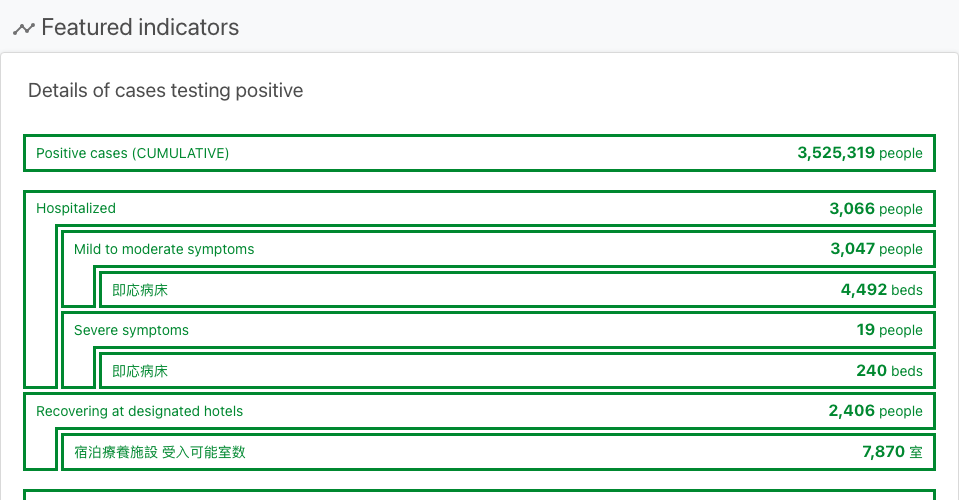 Featured indicators
Details of cases testing positive
Positive cases (CUMULATIVE) 3,525,319 people
Hospitalized 3,066 people
Mild to moderate symptoms 3,047 people
即応病床 4,492 beds
Severe symptoms 19 people
即応病床 240 beds
Recovering at designated hotels 2,406 people
宿泊療養施設 受入可能室数 7,870 室